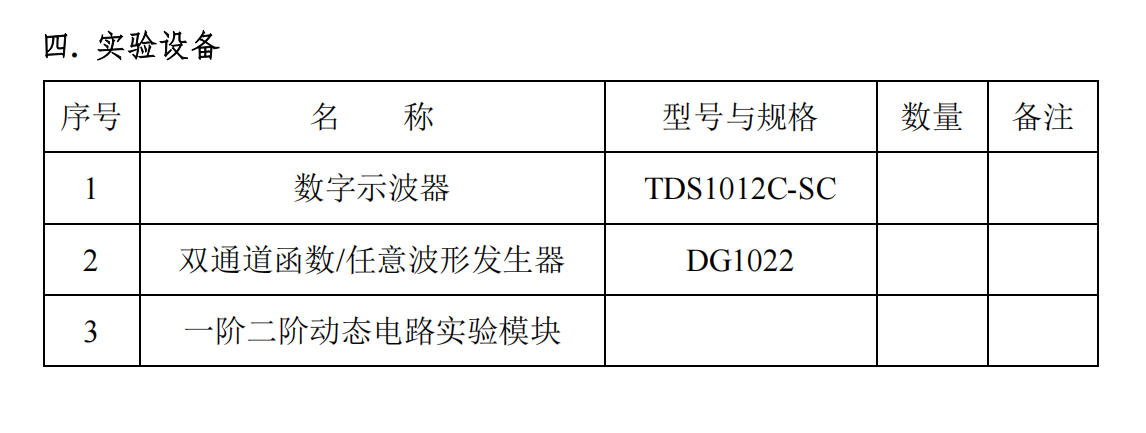 四. 实验设备
序号 名 称 型号与规格 数量 备注
1 数字示波器 TDS1012C-SC
2 双通道函数/任意波形发生器 DG1022
3 一阶二阶动态电路实验模块